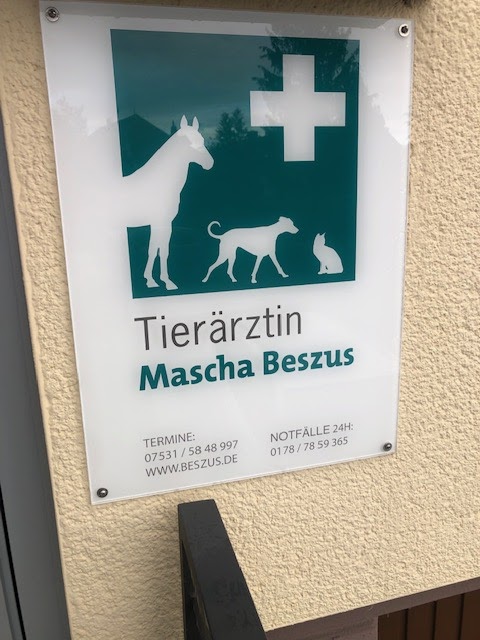 Tierärztin
Mascha Beszus
TERMINE:
07531 / 58 48 997
WWW.BESZUS.DE
NOTFÄLLE 24H:
0178 / 78 59 365